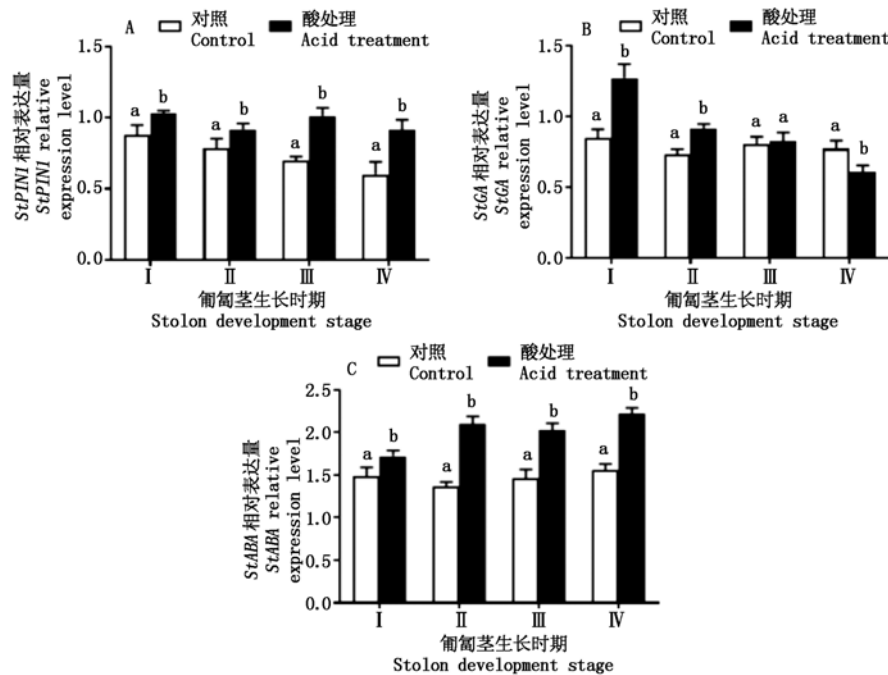 A
对照
Control
酸处理
Acid treatment
StPIN1 相对表达量
StPIN1 relative
expression level
1.5
1.0
0.5
0.0
a b a b a b a b
I II III IV
匍匐茎生长时期
Stolon development stage
B
对照
Control
酸处理
Acid treatment
StGA 相对表达量
StGA relative
expression level
1.5
1.0
0.5
0.0
a b a b a a a b
I II III IV
匍匐茎生长时期
Stolon development stage
C
对照
Control
酸处理
Acid treatment
StABA 相对表达量
StABA relative
expression level
2.5
2.0
1.5
1.5
0.5
0.0
a b a b a b a b
I II III IV
匍匐茎生长时期
Stolon development stage